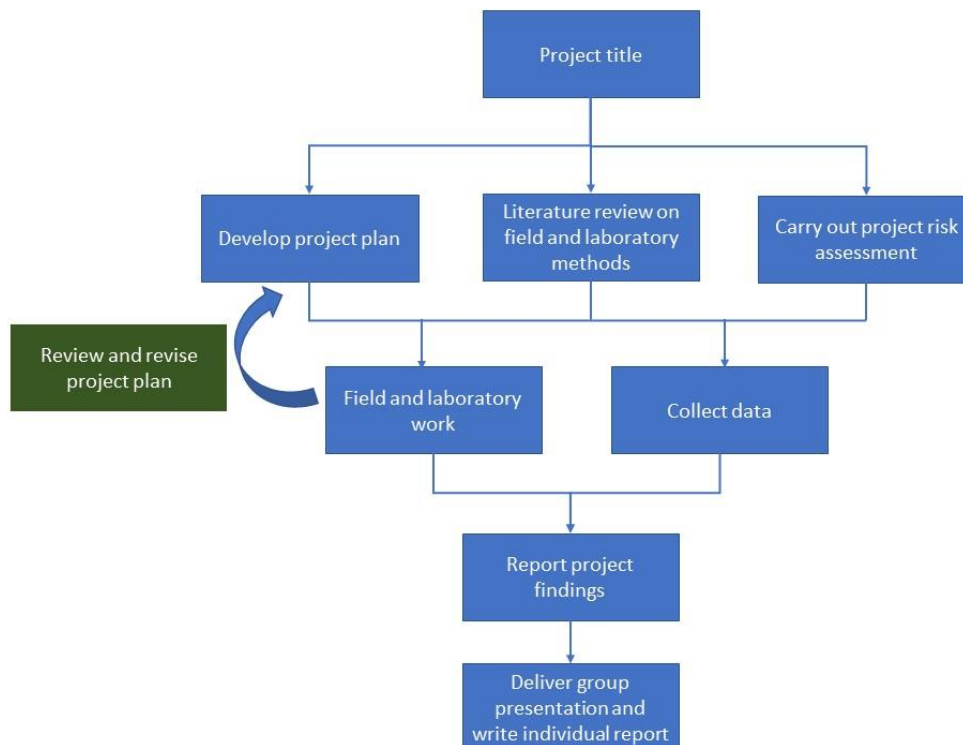 Project title
Develop project plan
Literature review on
field and laboratory
methods
Carry out project risk
assessment
Review and revise
project plan
Field and laboratory
work
Collect data
Report project
findings
Deliver group
presentation and
write individual report